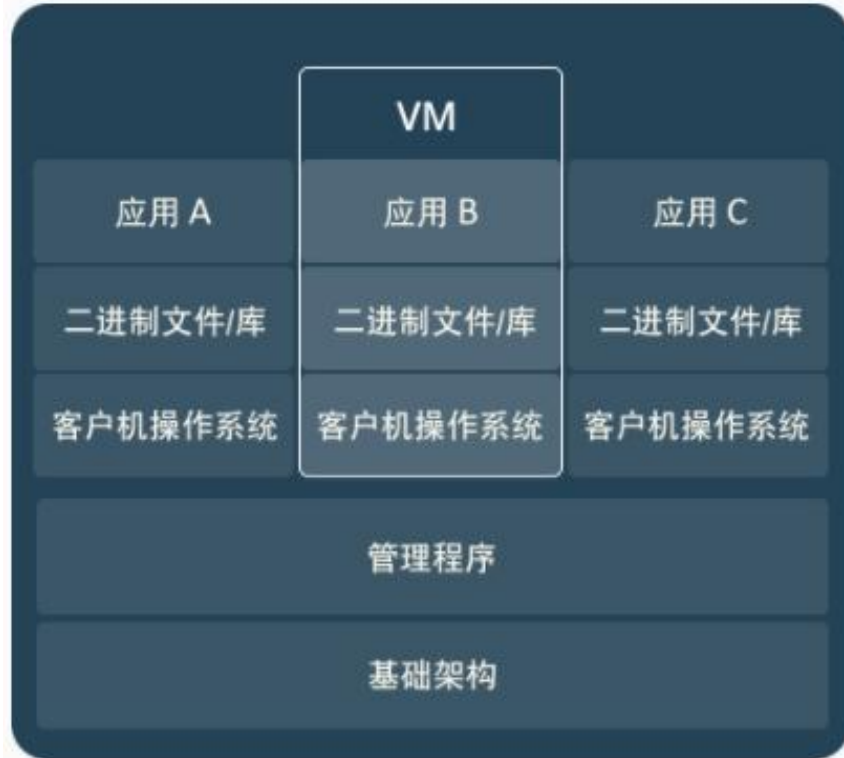 VM
应用 A 应用 B 应用 C
二进制文件/库 二进制文件/库 二进制文件/库
客户机操作系统 客户机操作系统 客户机操作系统
管理程序
基础架构